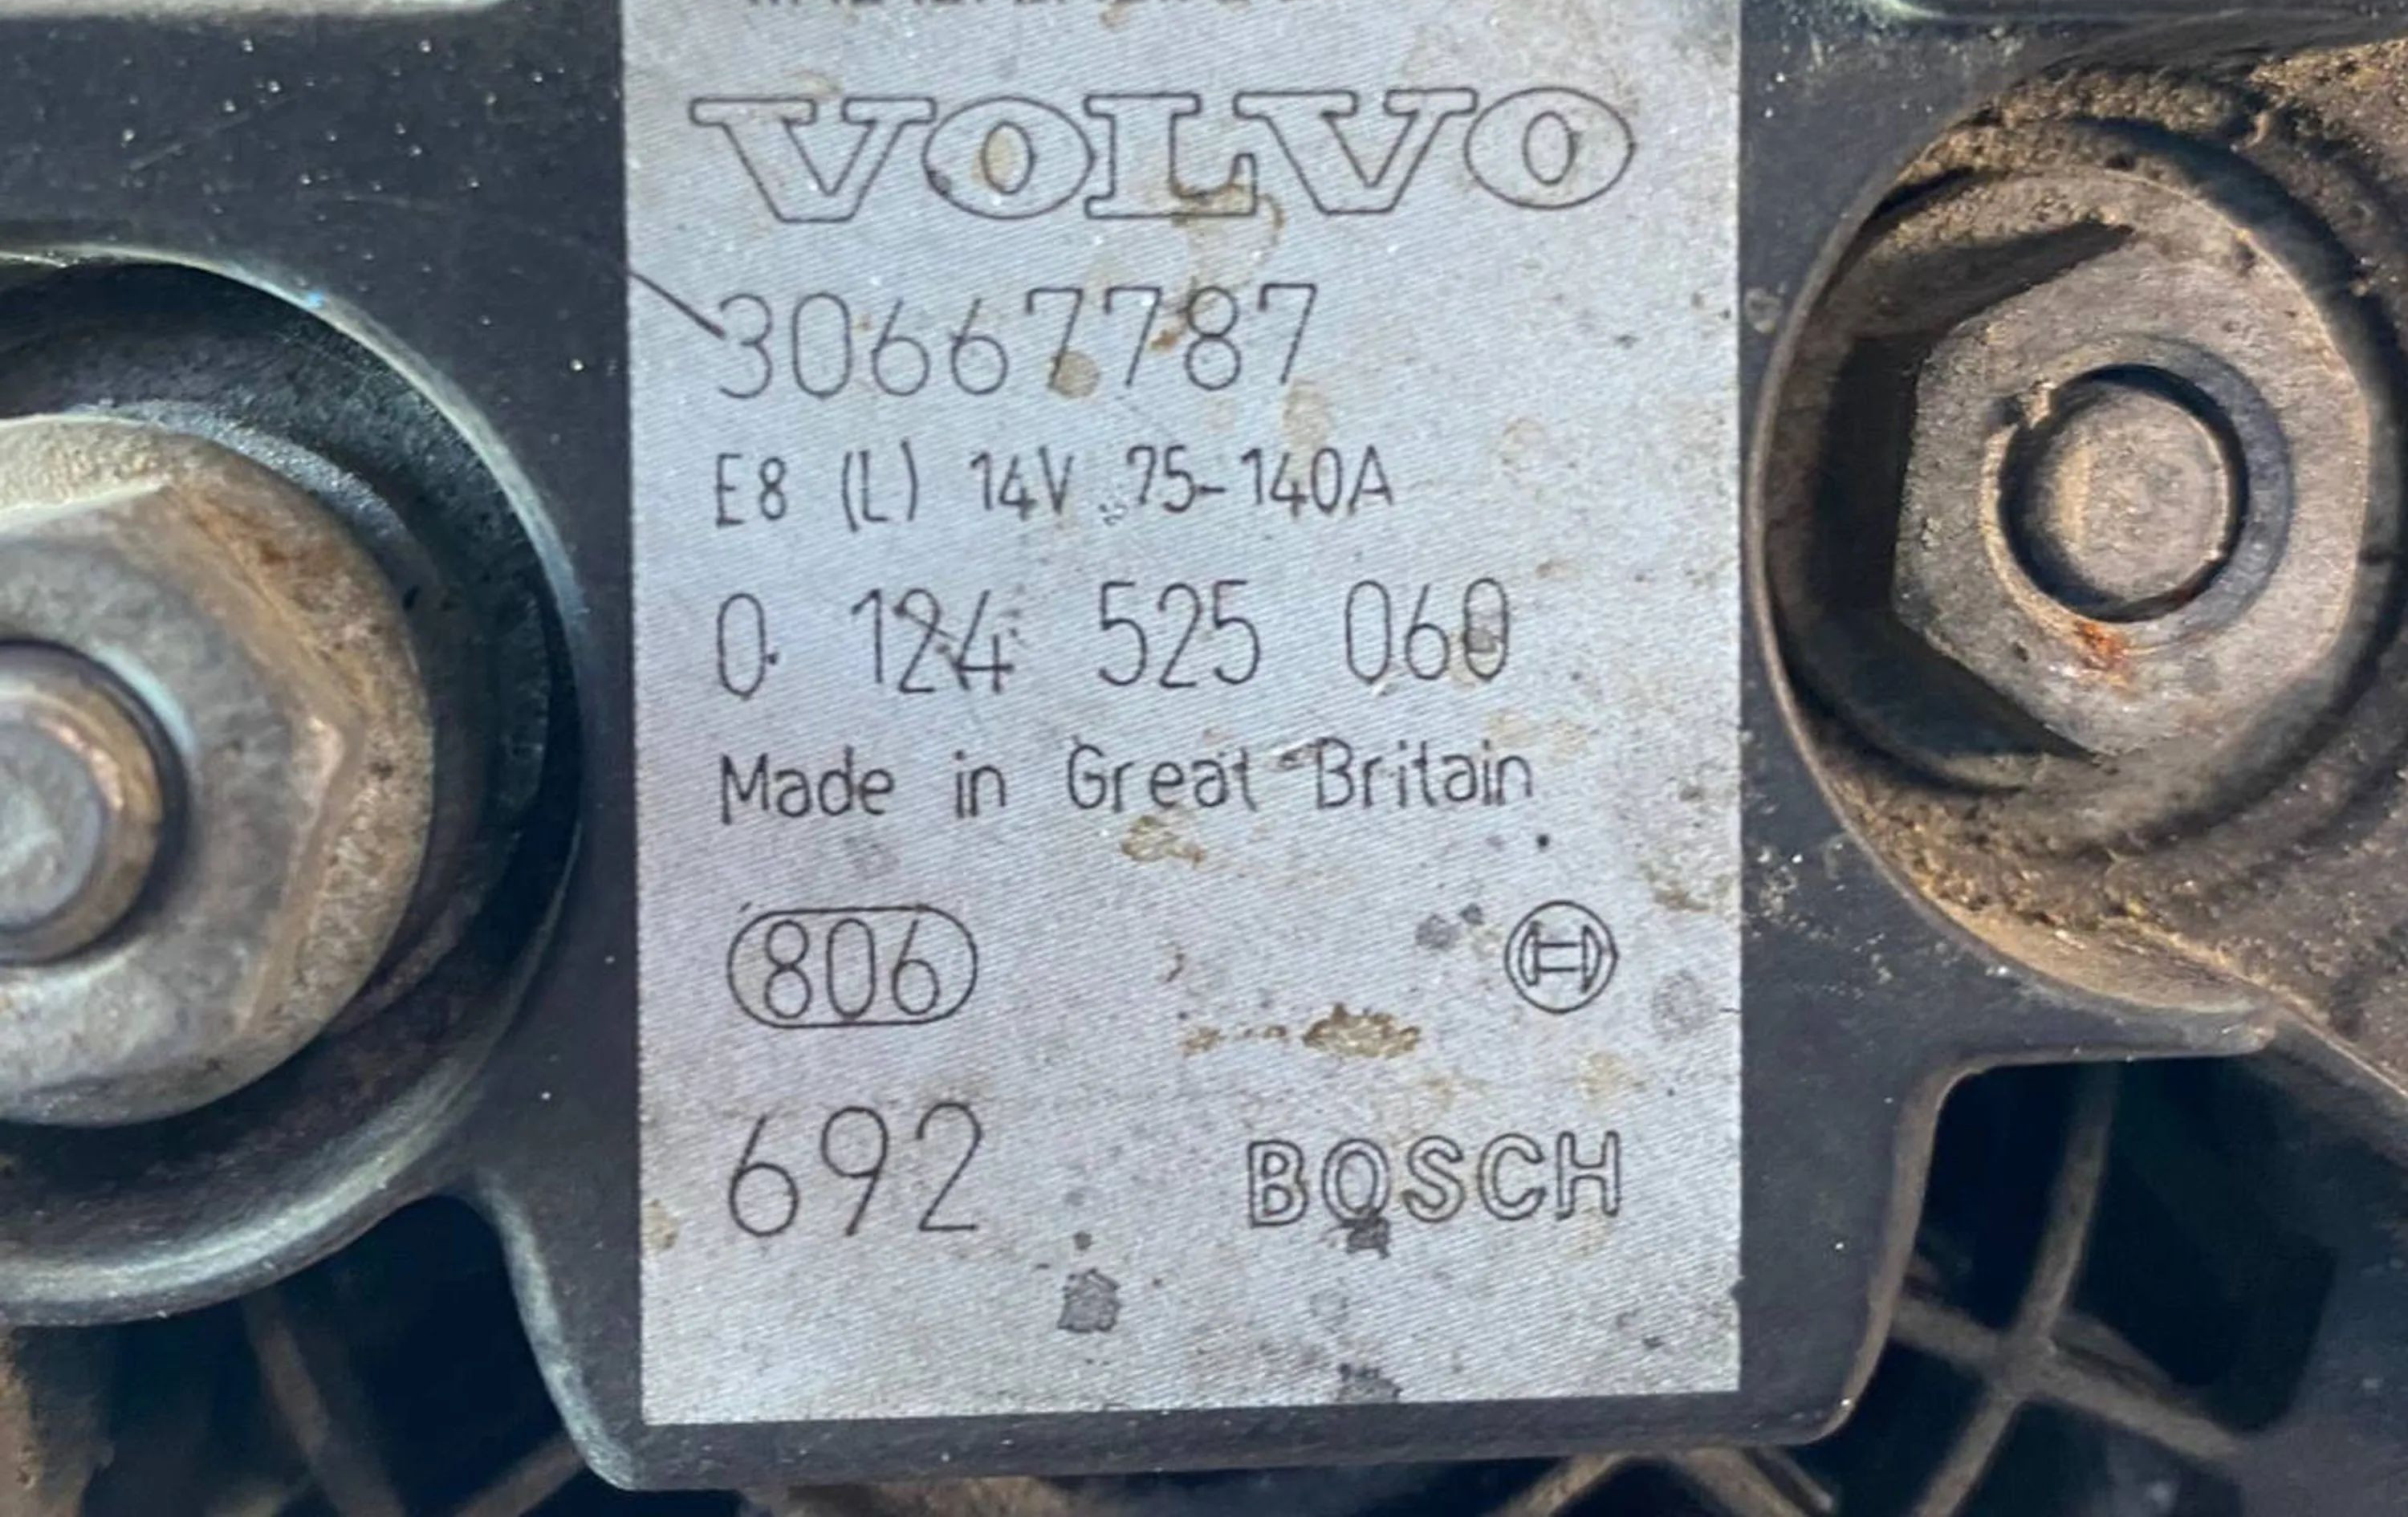 VOLVO
30667787
E8 (L) 14V 75-140A
0 124 525 060
Made in Great Britain
806
692 BOSCH